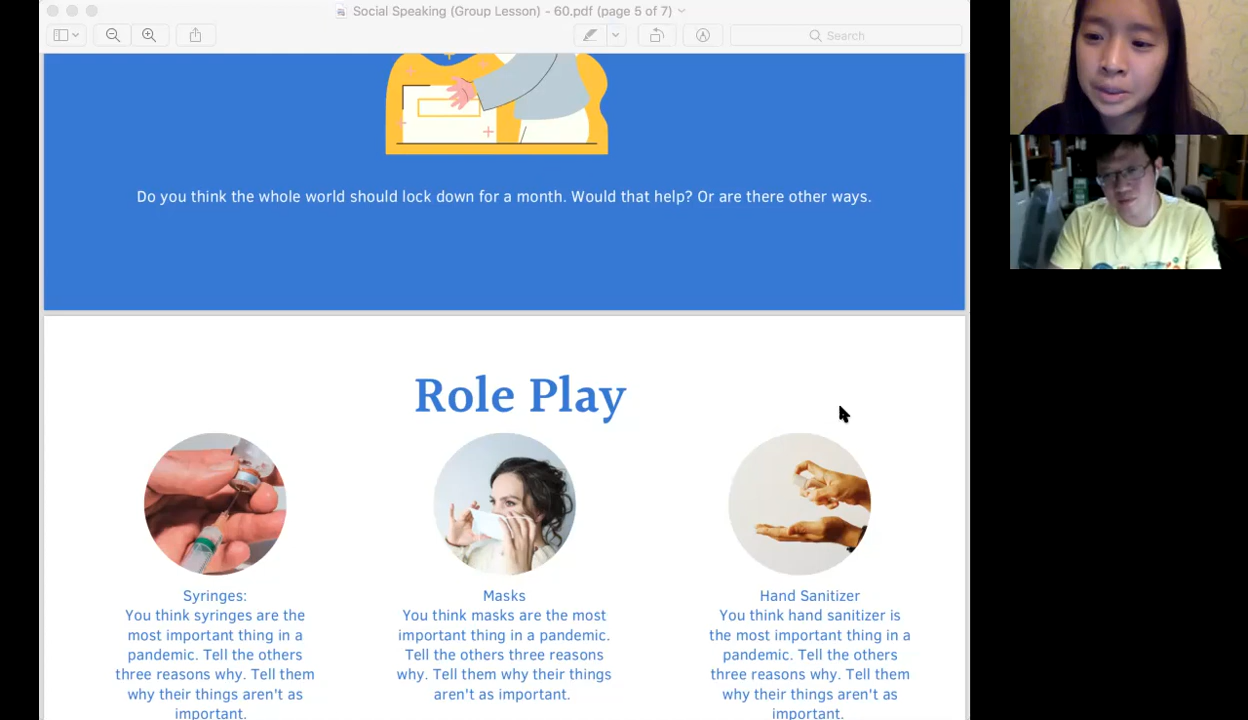 Social Speaking (Group Lesson) - 60.pdf (page 5 of 7)
Search
Do you think the whole world should lock down for a month. Would that help? Or are there other ways.
Role Play
Syringes:
You think syringes are the
most important thing in a
pandemic. Tell the others
three reasons why. Tell them
why their things aren't as
important.
Masks
You think masks are the most
important thing in a pandemic.
Tell the others three reasons
why. Tell them why their things
aren't as important.
Hand Sanitizer
You think hand sanitizer is
the most important thing in a
pandemic. Tell the others
three reasons why. Tell them
why their things aren't as
important.